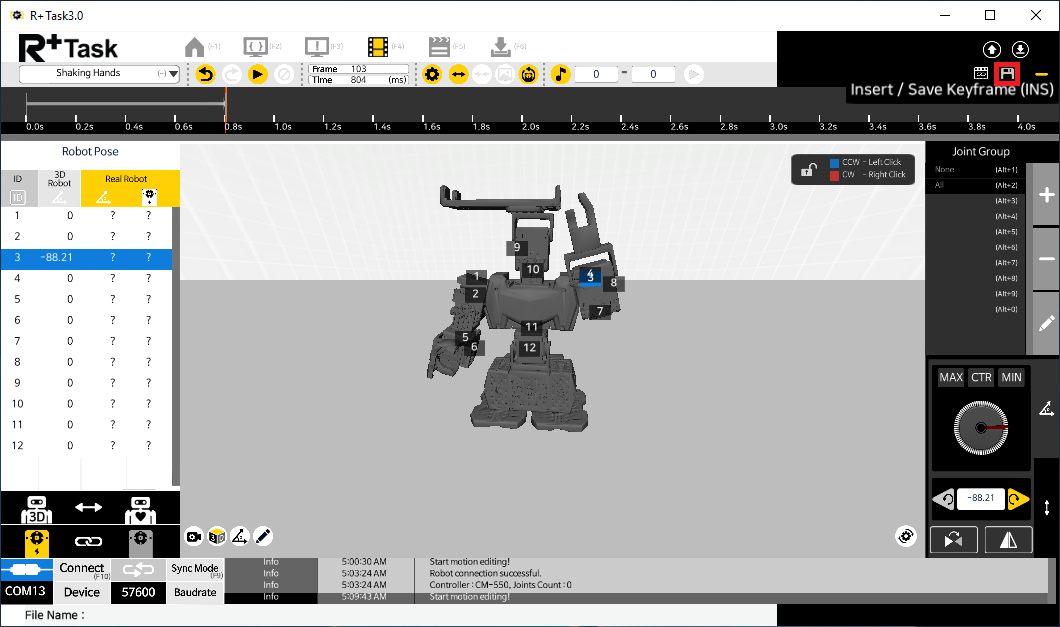 R+ Task3.0
R+ Task
(F1) (F2) (F3) (F4) (F5) (F6)
Shaking Hands (-)
Frame 103
Time 804 (ms)
0 - 0
Insert / Save Keyframe (INS)
0.0s 0.2s 0.4s 0.6s 0.8s 1.0s 1.2s 1.4s 1.6s 1.8s 2.0s 2.2s 2.4s 2.6s 2.8s 3.0s 3.2s 3.4s 3.6s 3.8s 4.0s
Robot Pose
ID 3D Robot Real Robot
ID
1 0 ? ?
2 0 ? ?
3 -88.21 ? ?
4 0 ? ?
5 0 ? ?
6 0 ? ?
7 0 ? ?
8 0 ? ?
9 0 ? ?
10 0 ? ?
11 0 ? ?
12 0 ? ?
3D
CCW - Left Click
CW - Right Click
9
10
1
2
4
3
8
7
11
12
5
6
3D
Joint Group
None (Alt+1)
All (Alt+2)
(Alt+3)
(Alt+4)
(Alt+5)
(Alt+6)
(Alt+7)
(Alt+8)
(Alt+9)
(Alt+0)
MAX CTR MIN
-88.21
Connect (F10)
Sync Mode (F9)
COM13 Device 57600 Baudrate
Info 5:00:30 AM Start motion editing!
Info 5:03:24 AM Robot connection successful.
Info 5:03:24 AM Controller : CM-550, Joints Count : 0
Info 5:09:43 AM Start motion editing!
File Name :